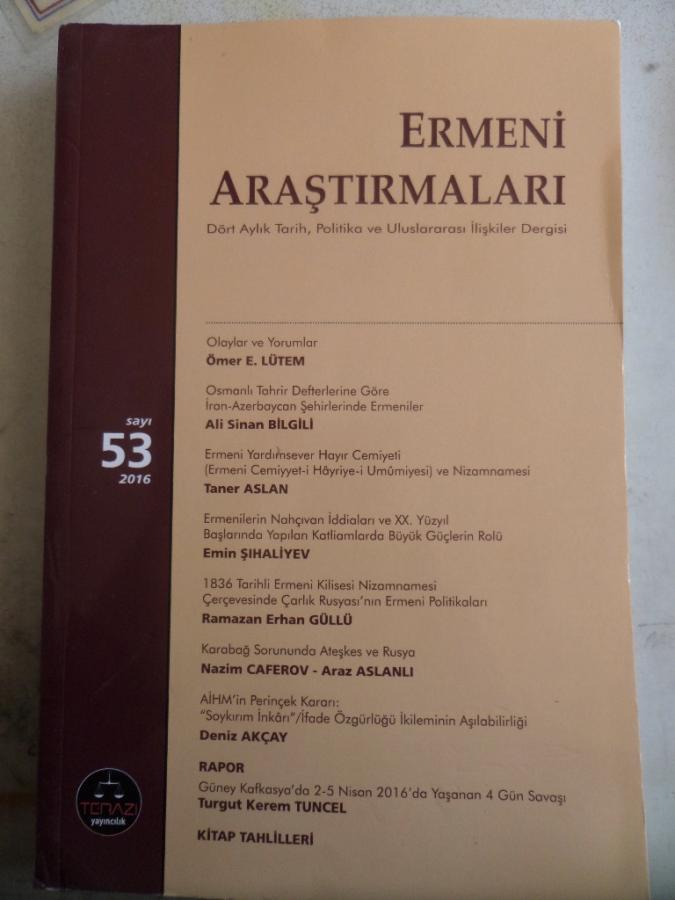 ERMENİ
ARAŞTIRMALARI
Dört Aylık Tarih, Politika ve Uluslararası İlişkiler Dergisi
Olaylar ve Yorumlar
Ömer E. LÜTEM
Osmanlı Tahrir Defterlerine Göre
İran-Azerbaycan Şehirlerinde Ermeniler
Ali Sinan BİLGİLİ
sayı
53
2016
Ermeni Yardımsever Hayır Cemiyeti
(Ermeni Cemiyyet-i Hâyriye-i Umûmiyesi) ve Nizamnamesi
Taner ASLAN
Ermenilerin Nahçıvan İddiaları ve XX. Yüzyıl
Başlarında Yapılan Katliamlarda Büyük Güçlerin Rolü
Emin ŞIHALİYEV
1836 Tarihli Ermeni Kilisesi Nizamnamesi
Çerçevesinde Çarlık Rusyası'nın Ermeni Politikaları
Ramazan Erhan GÜLLÜ
Karabağ Sorununda Ateşkes ve Rusya
Nazim CAFEROV - Araz ASLANLI
AİHM'in Perinçek Kararı:
"Soykırım İnkârı"/İfade Özgürlüğü İkileminin Aşılabilirliği
Deniz AKÇAY
RAPOR
Güney Kafkasya'da 2-5 Nisan 2016'da Yaşanan 4 Gün Savaşı
Turgut Kerem TUNCEL
KİTAP TAHLİLLERİ
TERAZİ
yayıncılık